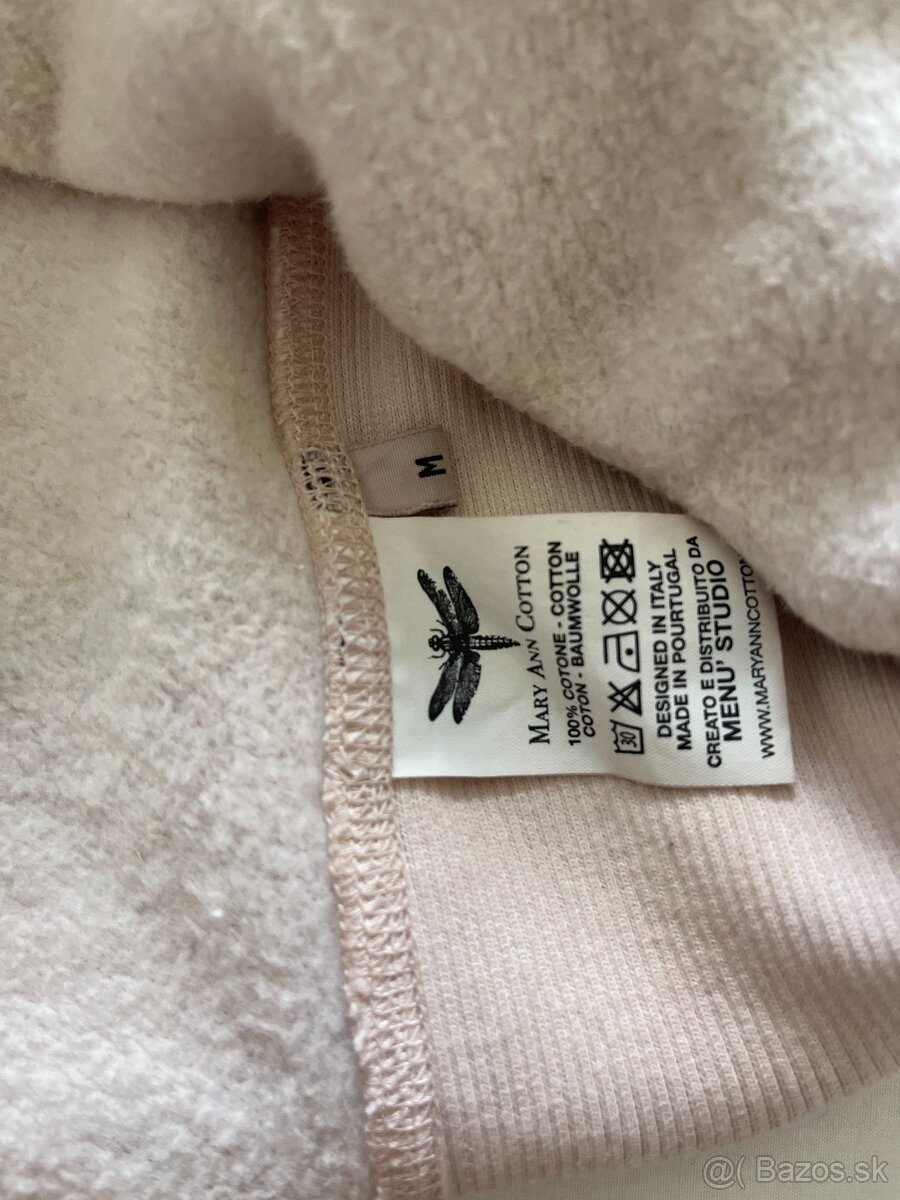 M
MARY ANN COTTON
100% COTONE - COTTON
COTON - BAUMWOLLE
30
DESIGNED IN ITALY
MADE IN POURTUGAL
CREATO E DISTRIBUITO DA
MENU' STUDIO
WWW.MARYANNCOTTO
@( Bazos.sk